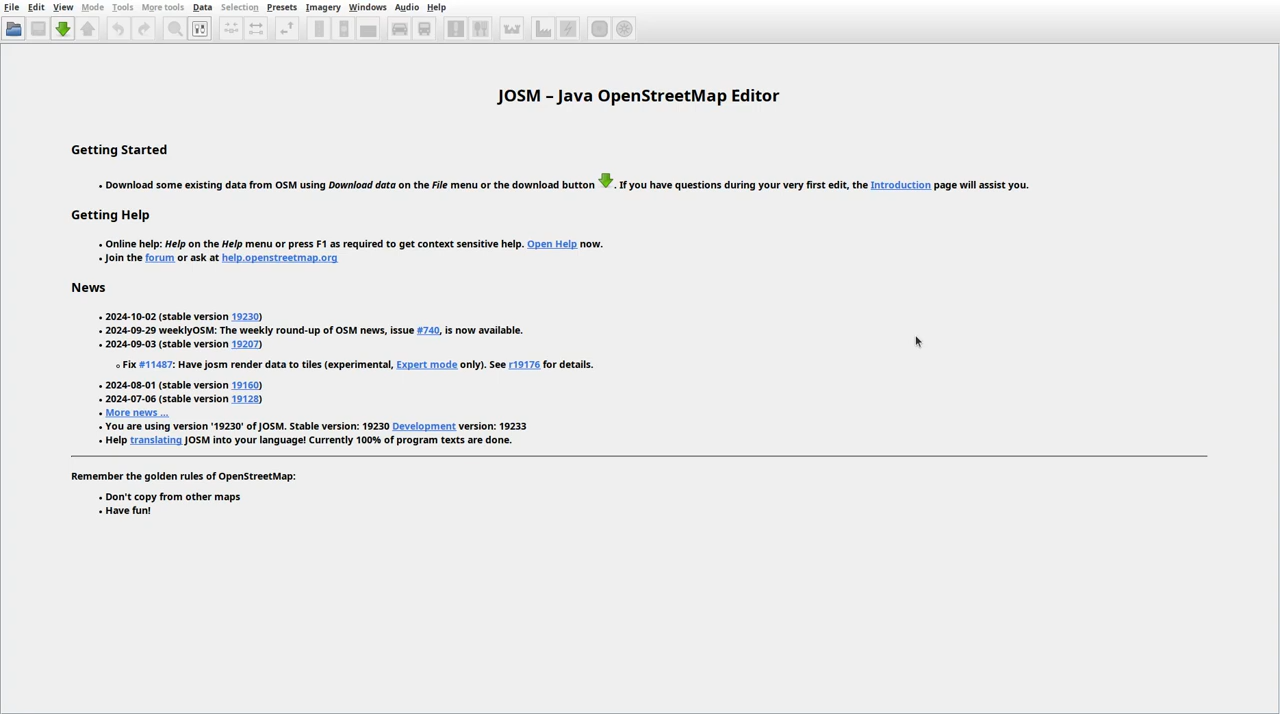 File Edit View Mode Tools More tools Data Selection Presets Imagery Windows Audio Help
JOSM – Java OpenStreetMap Editor
Getting Started
• Download some existing data from OSM using Download data on the File menu or the download button . If you have questions during your very first edit, the Introduction page will assist you.
Getting Help
• Online help: Help on the Help menu or press F1 as required to get context sensitive help. Open Help now.
• Join the forum or ask at help.openstreetmap.org
News
• 2024-10-02 (stable version 19230)
• 2024-09-29 weeklyOSM: The weekly round-up of OSM news, issue #740, is now available.
• 2024-09-03 (stable version 19207)
◦ Fix #11487: Have josm render data to tiles (experimental, Expert mode only). See r19176 for details.
• 2024-08-01 (stable version 19160)
• 2024-07-06 (stable version 19128)
• More news ...
• You are using version '19230' of JOSM. Stable version: 19230 Development version: 19233
• Help translating JOSM into your language! Currently 100% of program texts are done.
Remember the golden rules of OpenStreetMap:
• Don't copy from other maps
• Have fun!